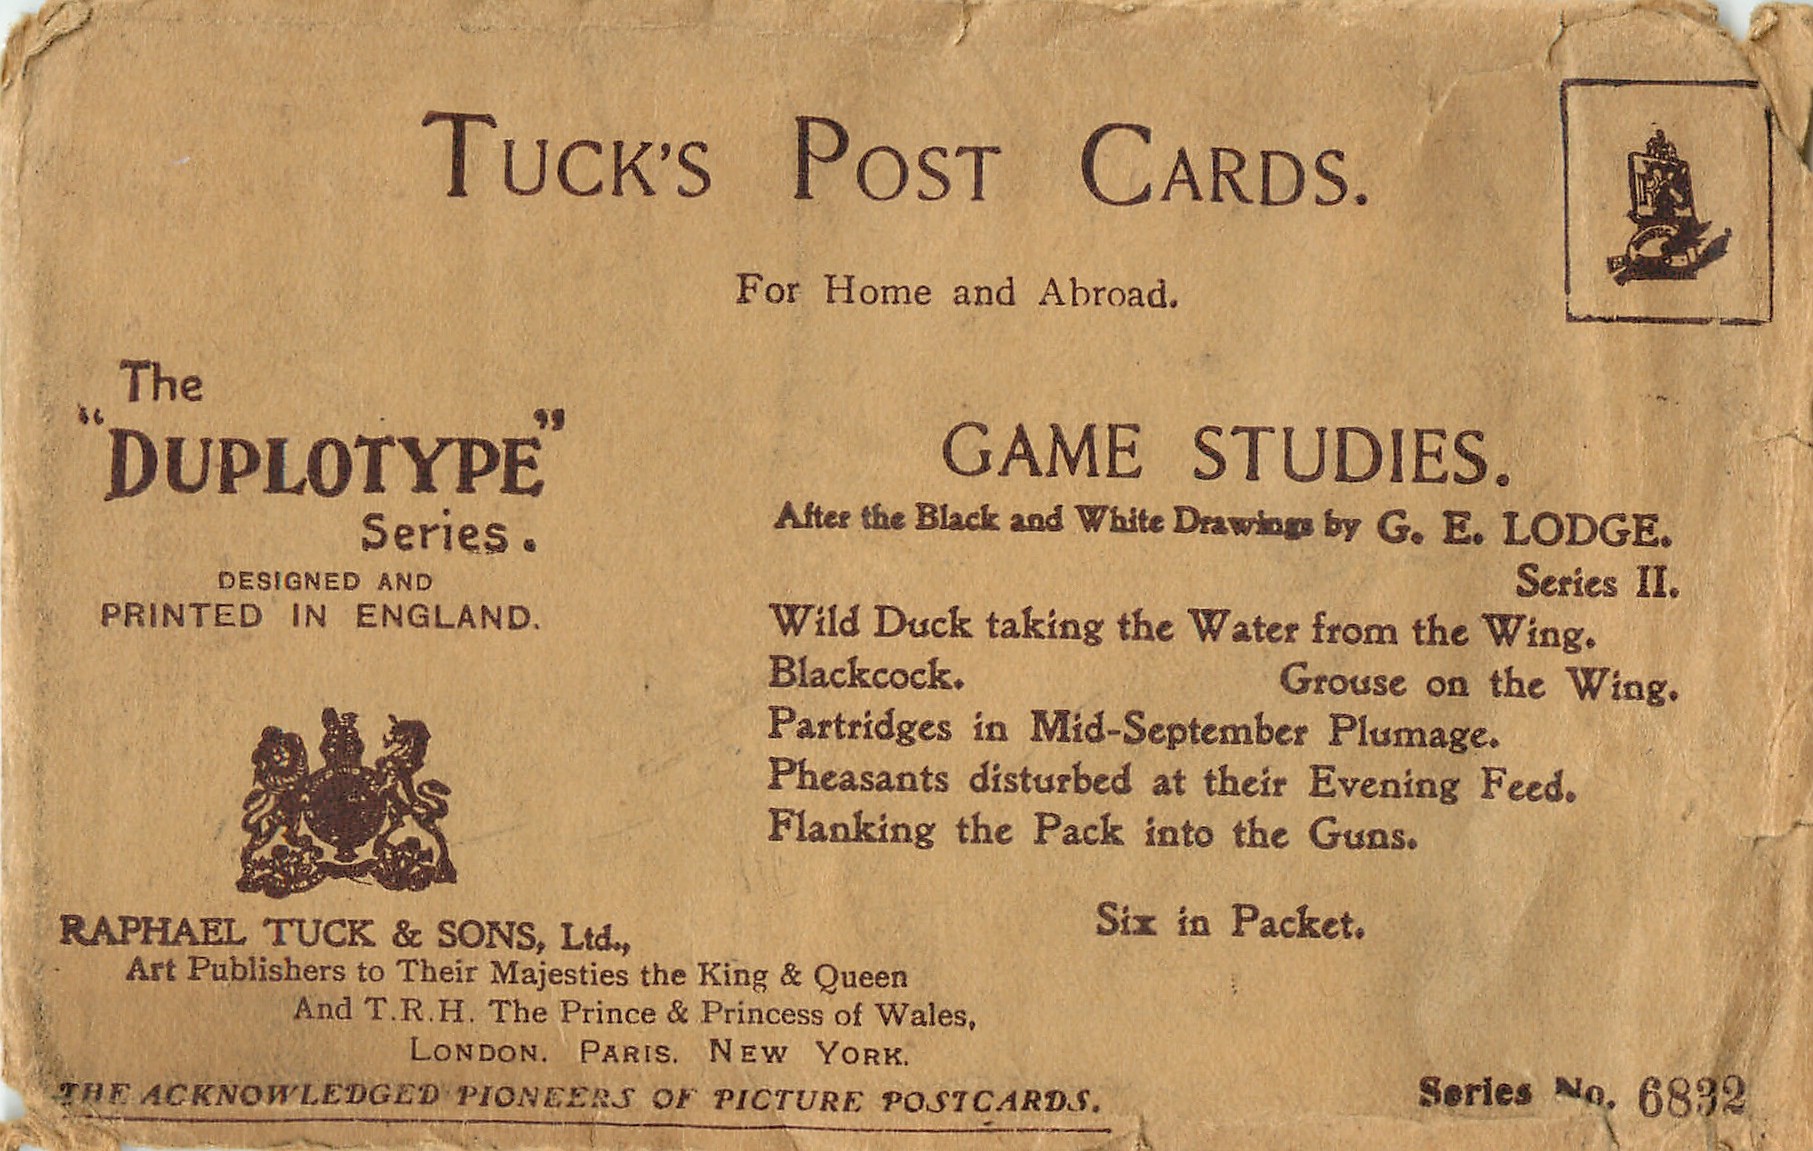 TUCK'S POST CARDS.
For Home and Abroad.
The
"DUPLOTYPE"
Series.
DESIGNED AND
PRINTED IN ENGLAND.
GAME STUDIES.
After the Black and White Drawings by G. E. LODGE.
Series II.
Wild Duck taking the Water from the Wing.
Blackcock. Grouse on the Wing.
Partridges in Mid-September Plumage.
Pheasants disturbed at their Evening Feed.
Flanking the Pack into the Guns.
Six in Packet.
RAPHAEL TUCK & SONS, Ltd.,
Art Publishers to Their Majesties the King & Queen
And T.R.H. The Prince & Princess of Wales,
LONDON. PARIS. NEW YORK.
THE ACKNOWLEDGED PIONEERS OF PICTURE POSTCARDS.
Series No.